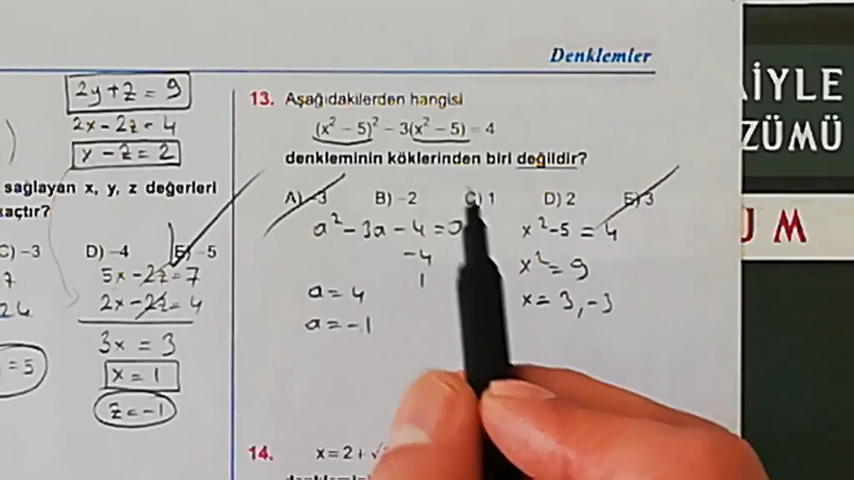 Denklemler
2y+z = 9
2x-2z = 4
x-z = 2
sağlayan x, y, z değerleri
kaçtır?
C) -3 D) -4 E) -5
7
24
5x-2z = 7
2x-2z = 4
3x = 3
= 5
x = 1
z = -1
13. Aşağıdakilerden hangisi
(x² − 5)² − 3(x² − 5) = 4
denkleminin köklerinden biri değildir?
A) −3 B) −2 C) 1 D) 2 E) 3
a²-3a-4=0
-4
1
a = 4
a = -1
x²-5 = 4
x² = 9
x = 3, -3
14. x = 2 +
İYLE
ZÜMÜ
U M